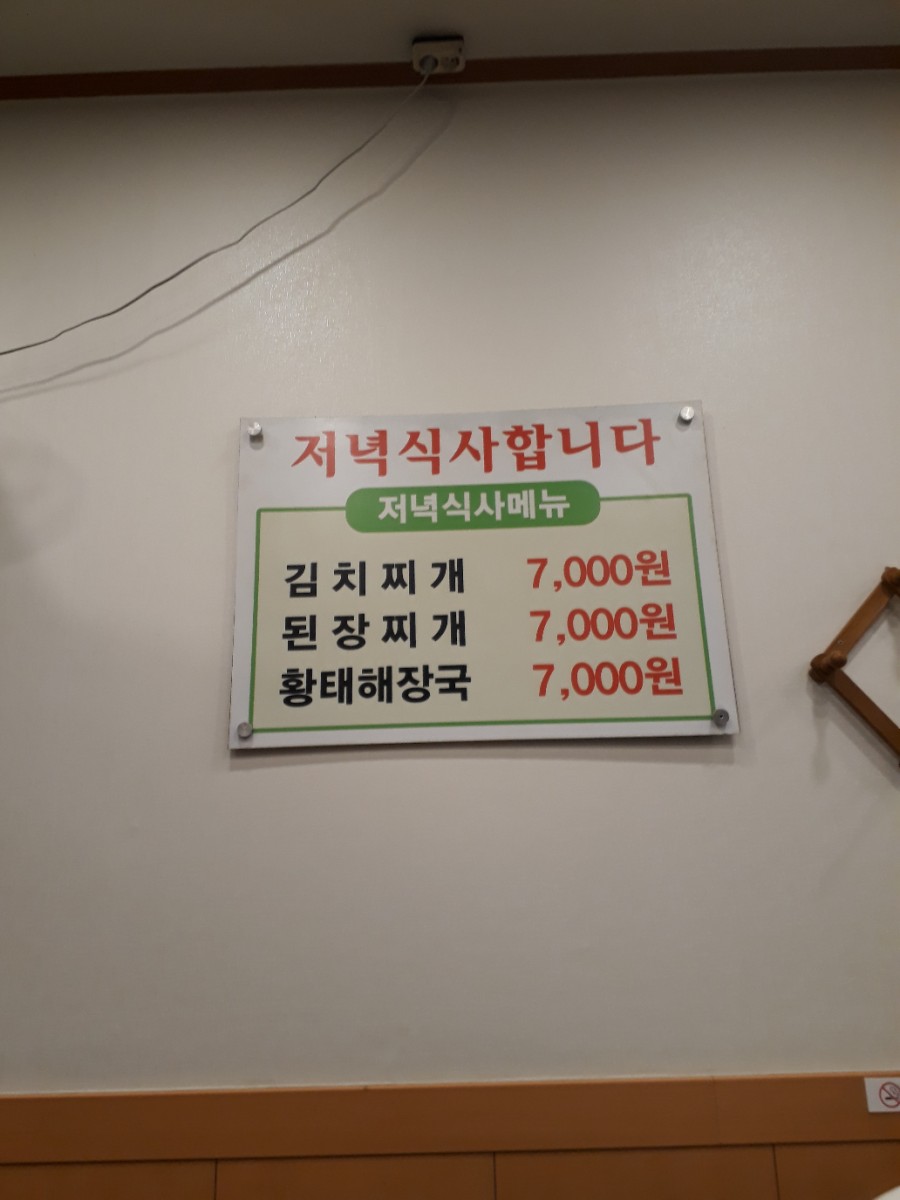 저녁식사합니다
저녁식사메뉴
김치찌개 7,000원
된장찌개 7,000원
황태해장국 7,000원